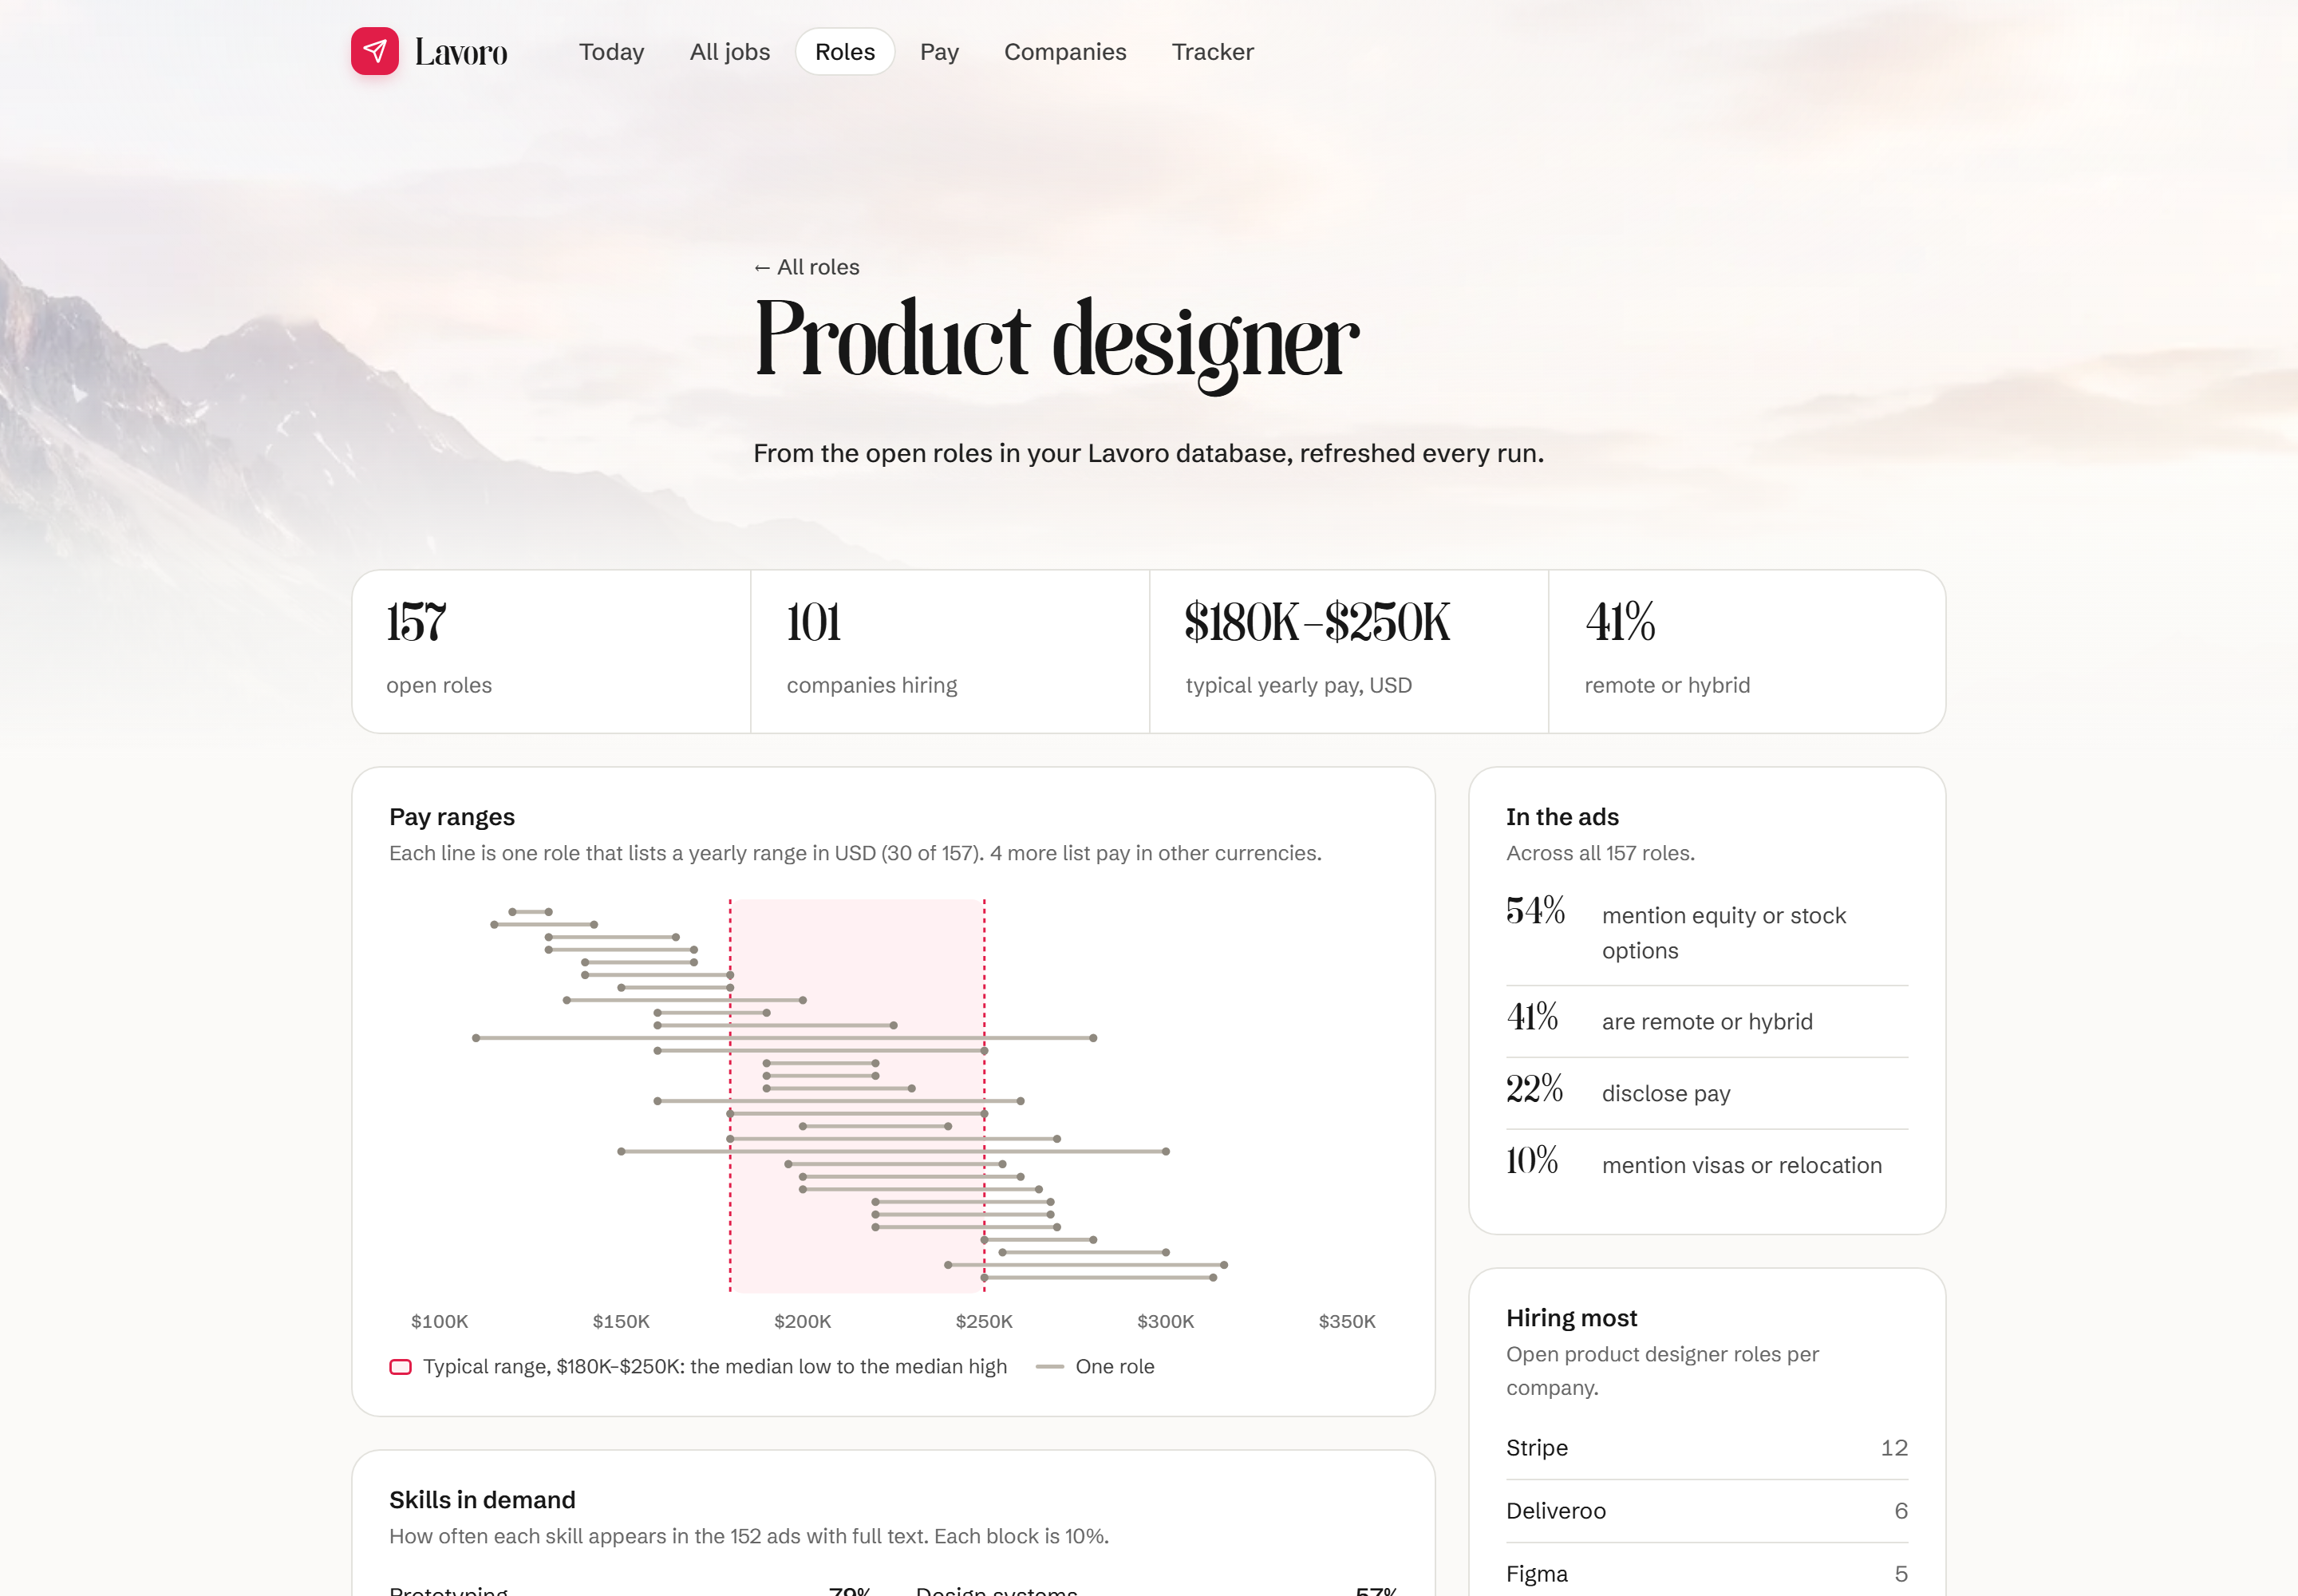 Lavoro
Today
All jobs
Roles
Pay
Companies
Tracker
← All roles
Product designer
From the open roles in your Lavoro database, refreshed every run.
157
open roles
101
companies hiring
$180K–$250K
typical yearly pay, USD
41%
remote or hybrid
Pay ranges
Each line is one role that lists a yearly range in USD (30 of 157). 4 more list pay in other currencies.
$100K
$150K
$200K
$250K
$300K
$350K
Typical range, $180K–$250K: the median low to the median high
One role
In the ads
Across all 157 roles.
54%
mention equity or stock
options
41%
are remote or hybrid
22%
disclose pay
10%
mention visas or relocation
Hiring most
Open product designer roles per
company.
Stripe
12
Deliveroo
6
Figma
5
Skills in demand
How often each skill appears in the 152 ads with full text. Each block is 10%.
Prototyping
79%
Design systems
57%